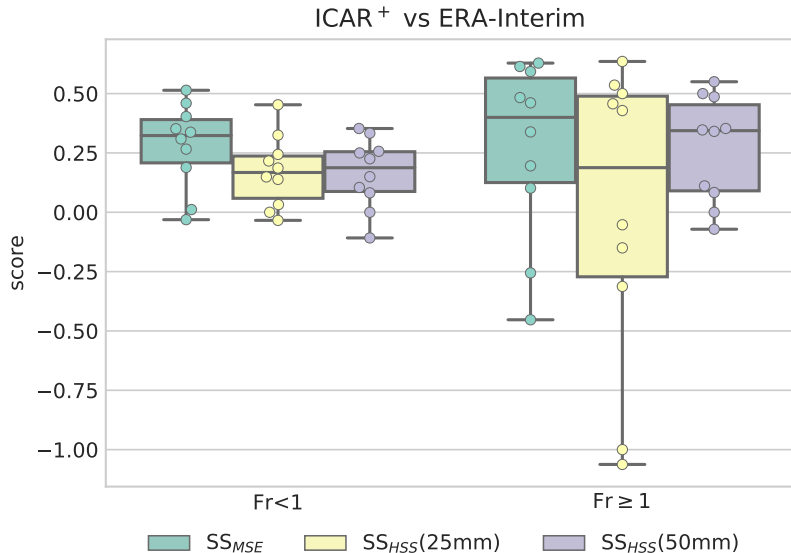 ICAR⁺ vs ERA-Interim
score
0.50
0.25
0.00
−0.25
−0.50
−0.75
−1.00
Fr<1
Fr ≥ 1
SS_MSE SS_HSS(25mm) SS_HSS(50mm)